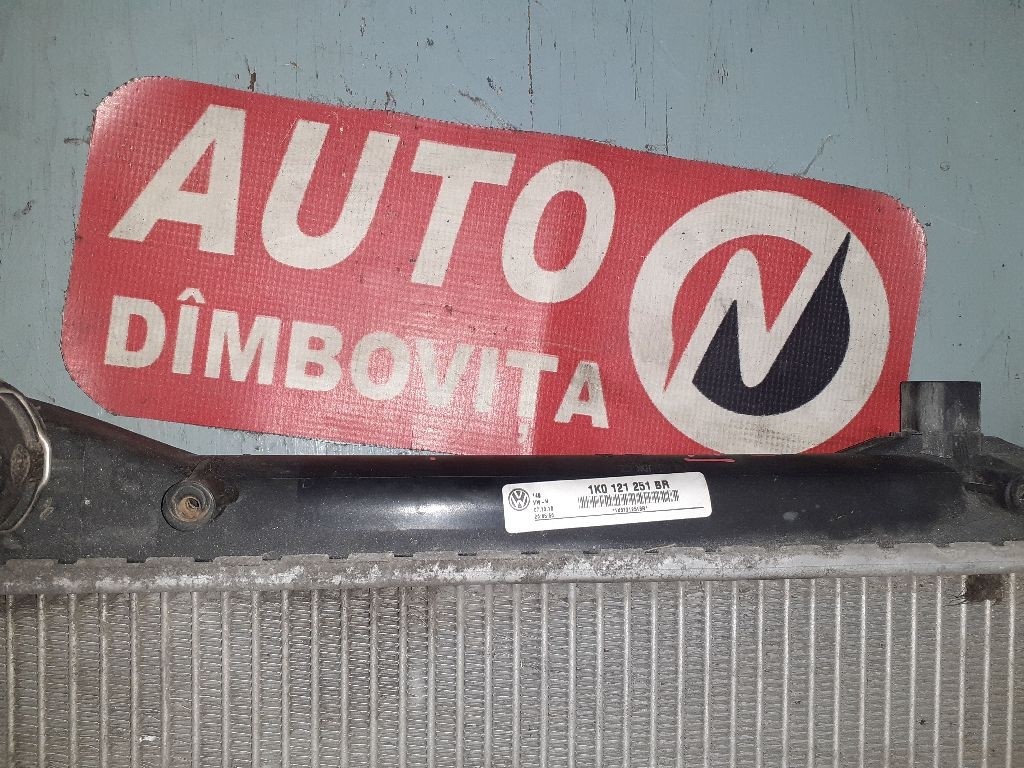 AUTO
DÎMBOVIȚA
N
1K0 121 251 BR